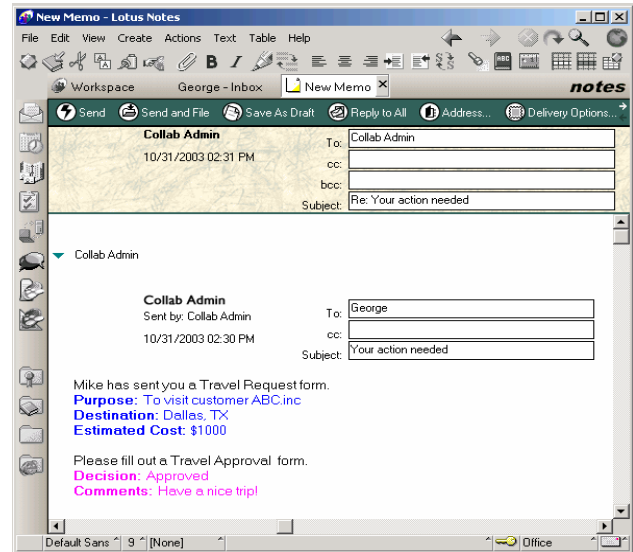 New Memo - Lotus Notes
File Edit View Create Actions Text Table Help
B I
Workspace George - Inbox New Memo notes
Send Send and File Save As Draft Reply to All Address... Delivery Options...
Collab Admin To: Collab Admin
10/31/2003 02:31 PM cc:
bcc:
Subject: Re: Your action needed
Collab Admin
Collab Admin To: George
Sent by: Collab Admin
10/31/2003 02:30 PM cc:
Subject: Your action needed
Mike has sent you a Travel Request form.
Purpose: To visit customer ABC.inc
Destination: Dallas, TX
Estimated Cost: $1000
Please fill out a Travel Approval form.
Decision: Approved
Comments: Have a nice trip!
Default Sans 9 [None] Office